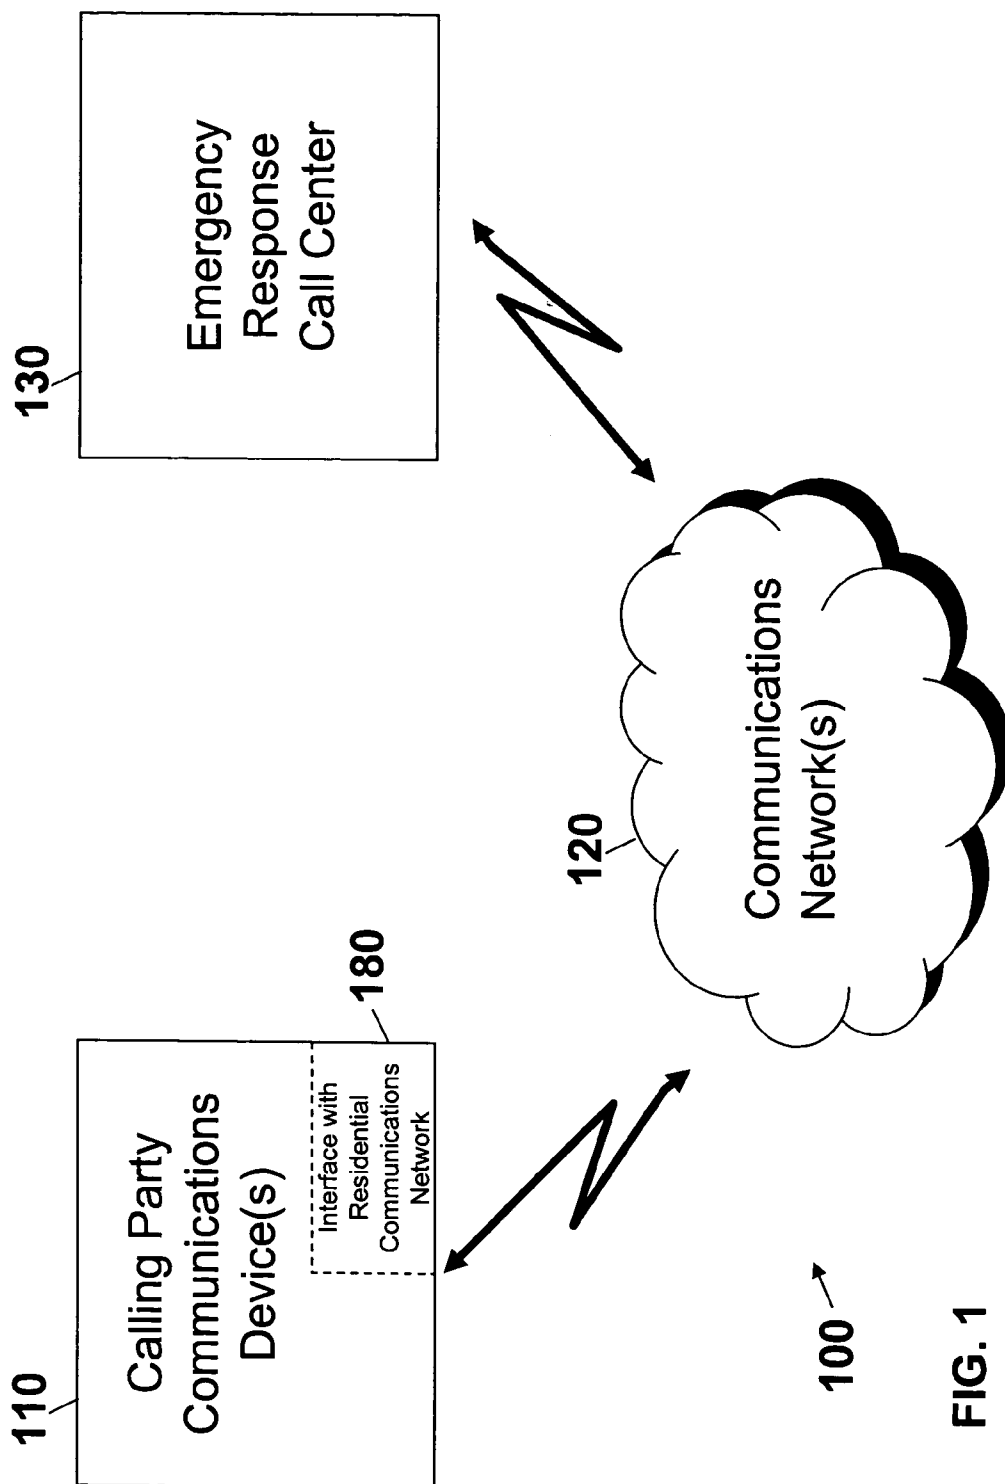 110
Calling Party
Communications
Device(s)
Interface with
Residential
Communications
Network
180
130
Emergency
Response
Call Center
120
Communications
Network(s)
100
FIG. 1